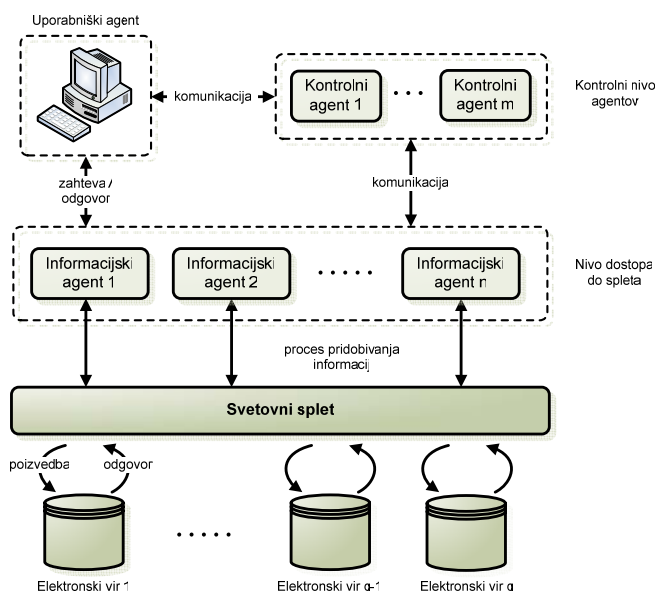 Uporabniški agent
komunikacija
Kontrolni
agent 1
Kontrolni
agent m
Kontrolni nivo
agentov
zahteva /
odgovor
komunikacija
Informacijski
agent 1
Informacijski
agent 2
Informacijski
agent n
Nivo dostopa
do spleta
proces pridobivanja
informacij
Svetovni splet
poizvedba
odgovor
Elektronski vir 1
Elektronski vir q-1
Elektronski vir q